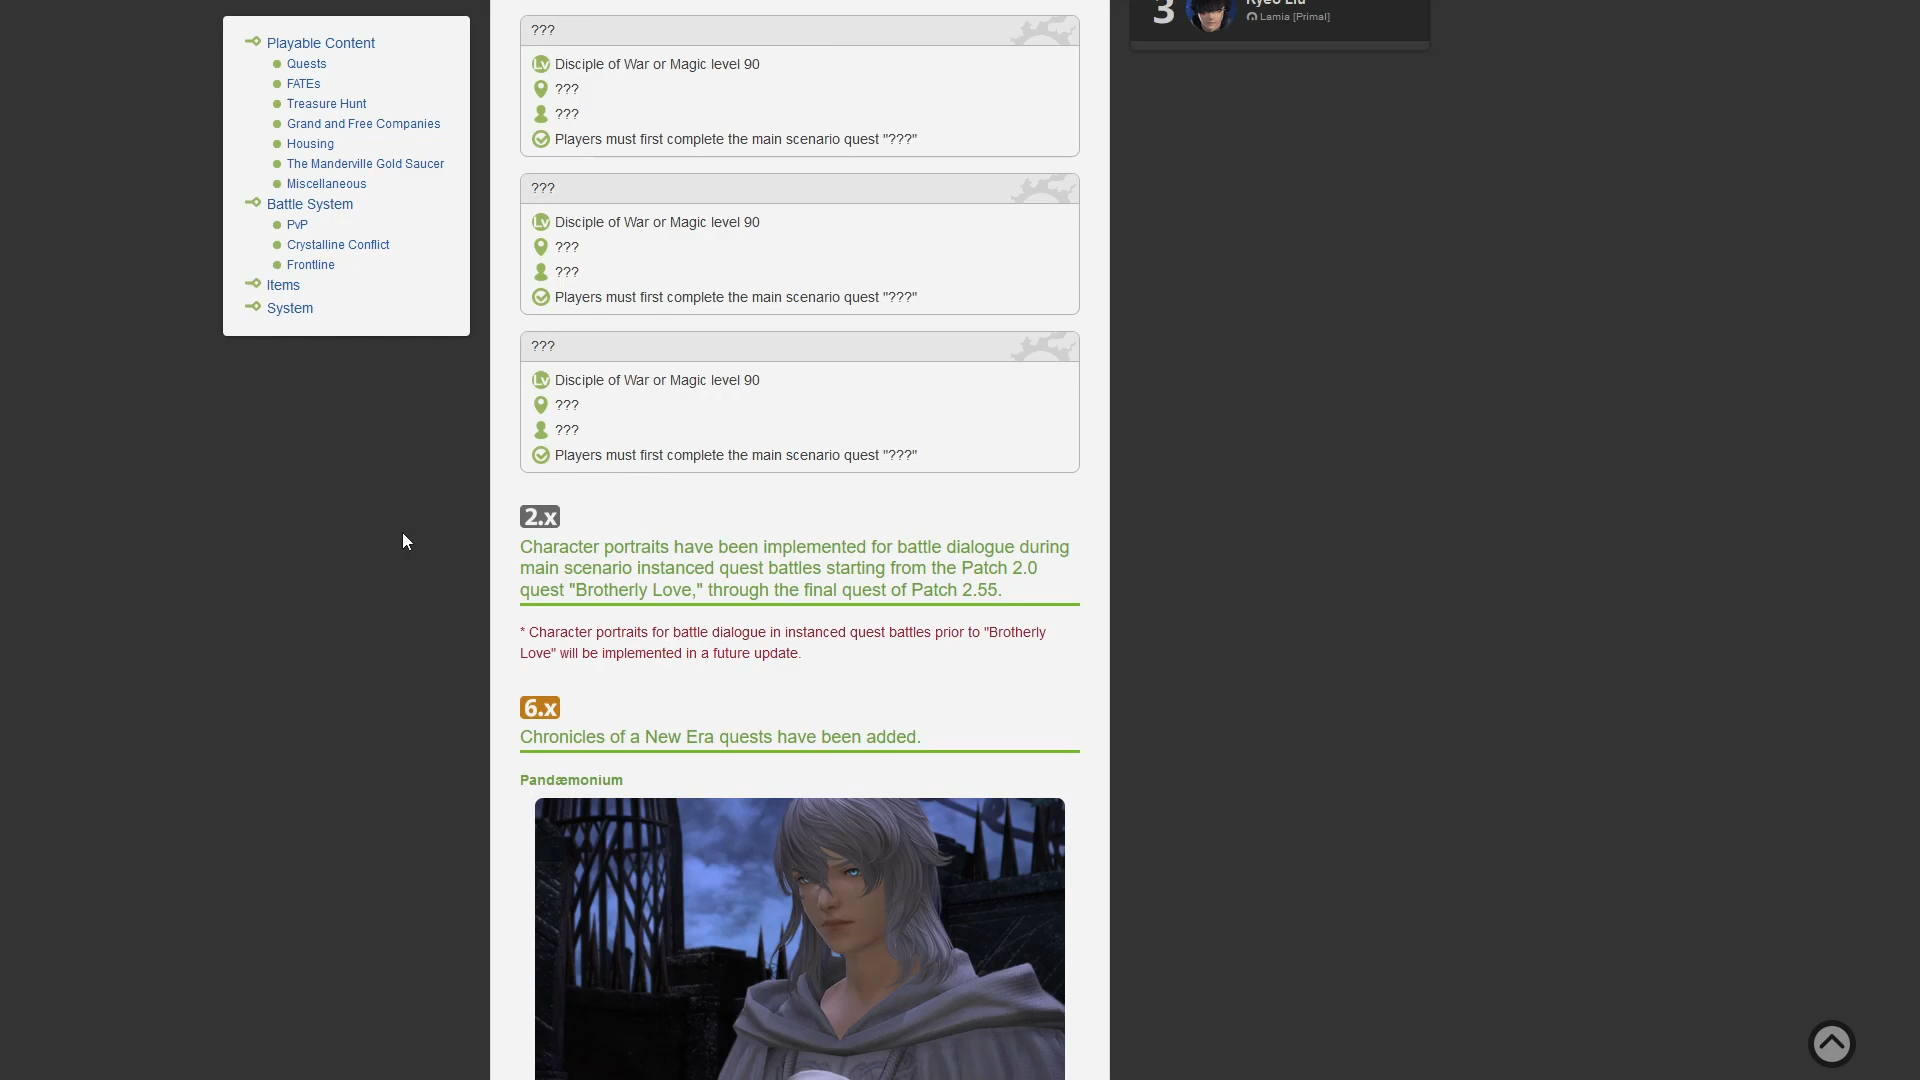 Playable Content
Quests
FATEs
Treasure Hunt
Grand and Free Companies
Housing
The Manderville Gold Saucer
Miscellaneous
Battle System
PvP
Crystalline Conflict
Frontline
Items
System
???
Lv Disciple of War or Magic level 90
???
???
Players must first complete the main scenario quest "???"
???
Lv Disciple of War or Magic level 90
???
???
Players must first complete the main scenario quest "???"
???
Lv Disciple of War or Magic level 90
???
???
Players must first complete the main scenario quest "???"
2.x
Character portraits have been implemented for battle dialogue during
main scenario instanced quest battles starting from the Patch 2.0
quest "Brotherly Love," through the final quest of Patch 2.55.
* Character portraits for battle dialogue in instanced quest battles prior to "Brotherly
Love" will be implemented in a future update.
6.x
Chronicles of a New Era quests have been added.
Pandæmonium
3
Lamia [Primal]